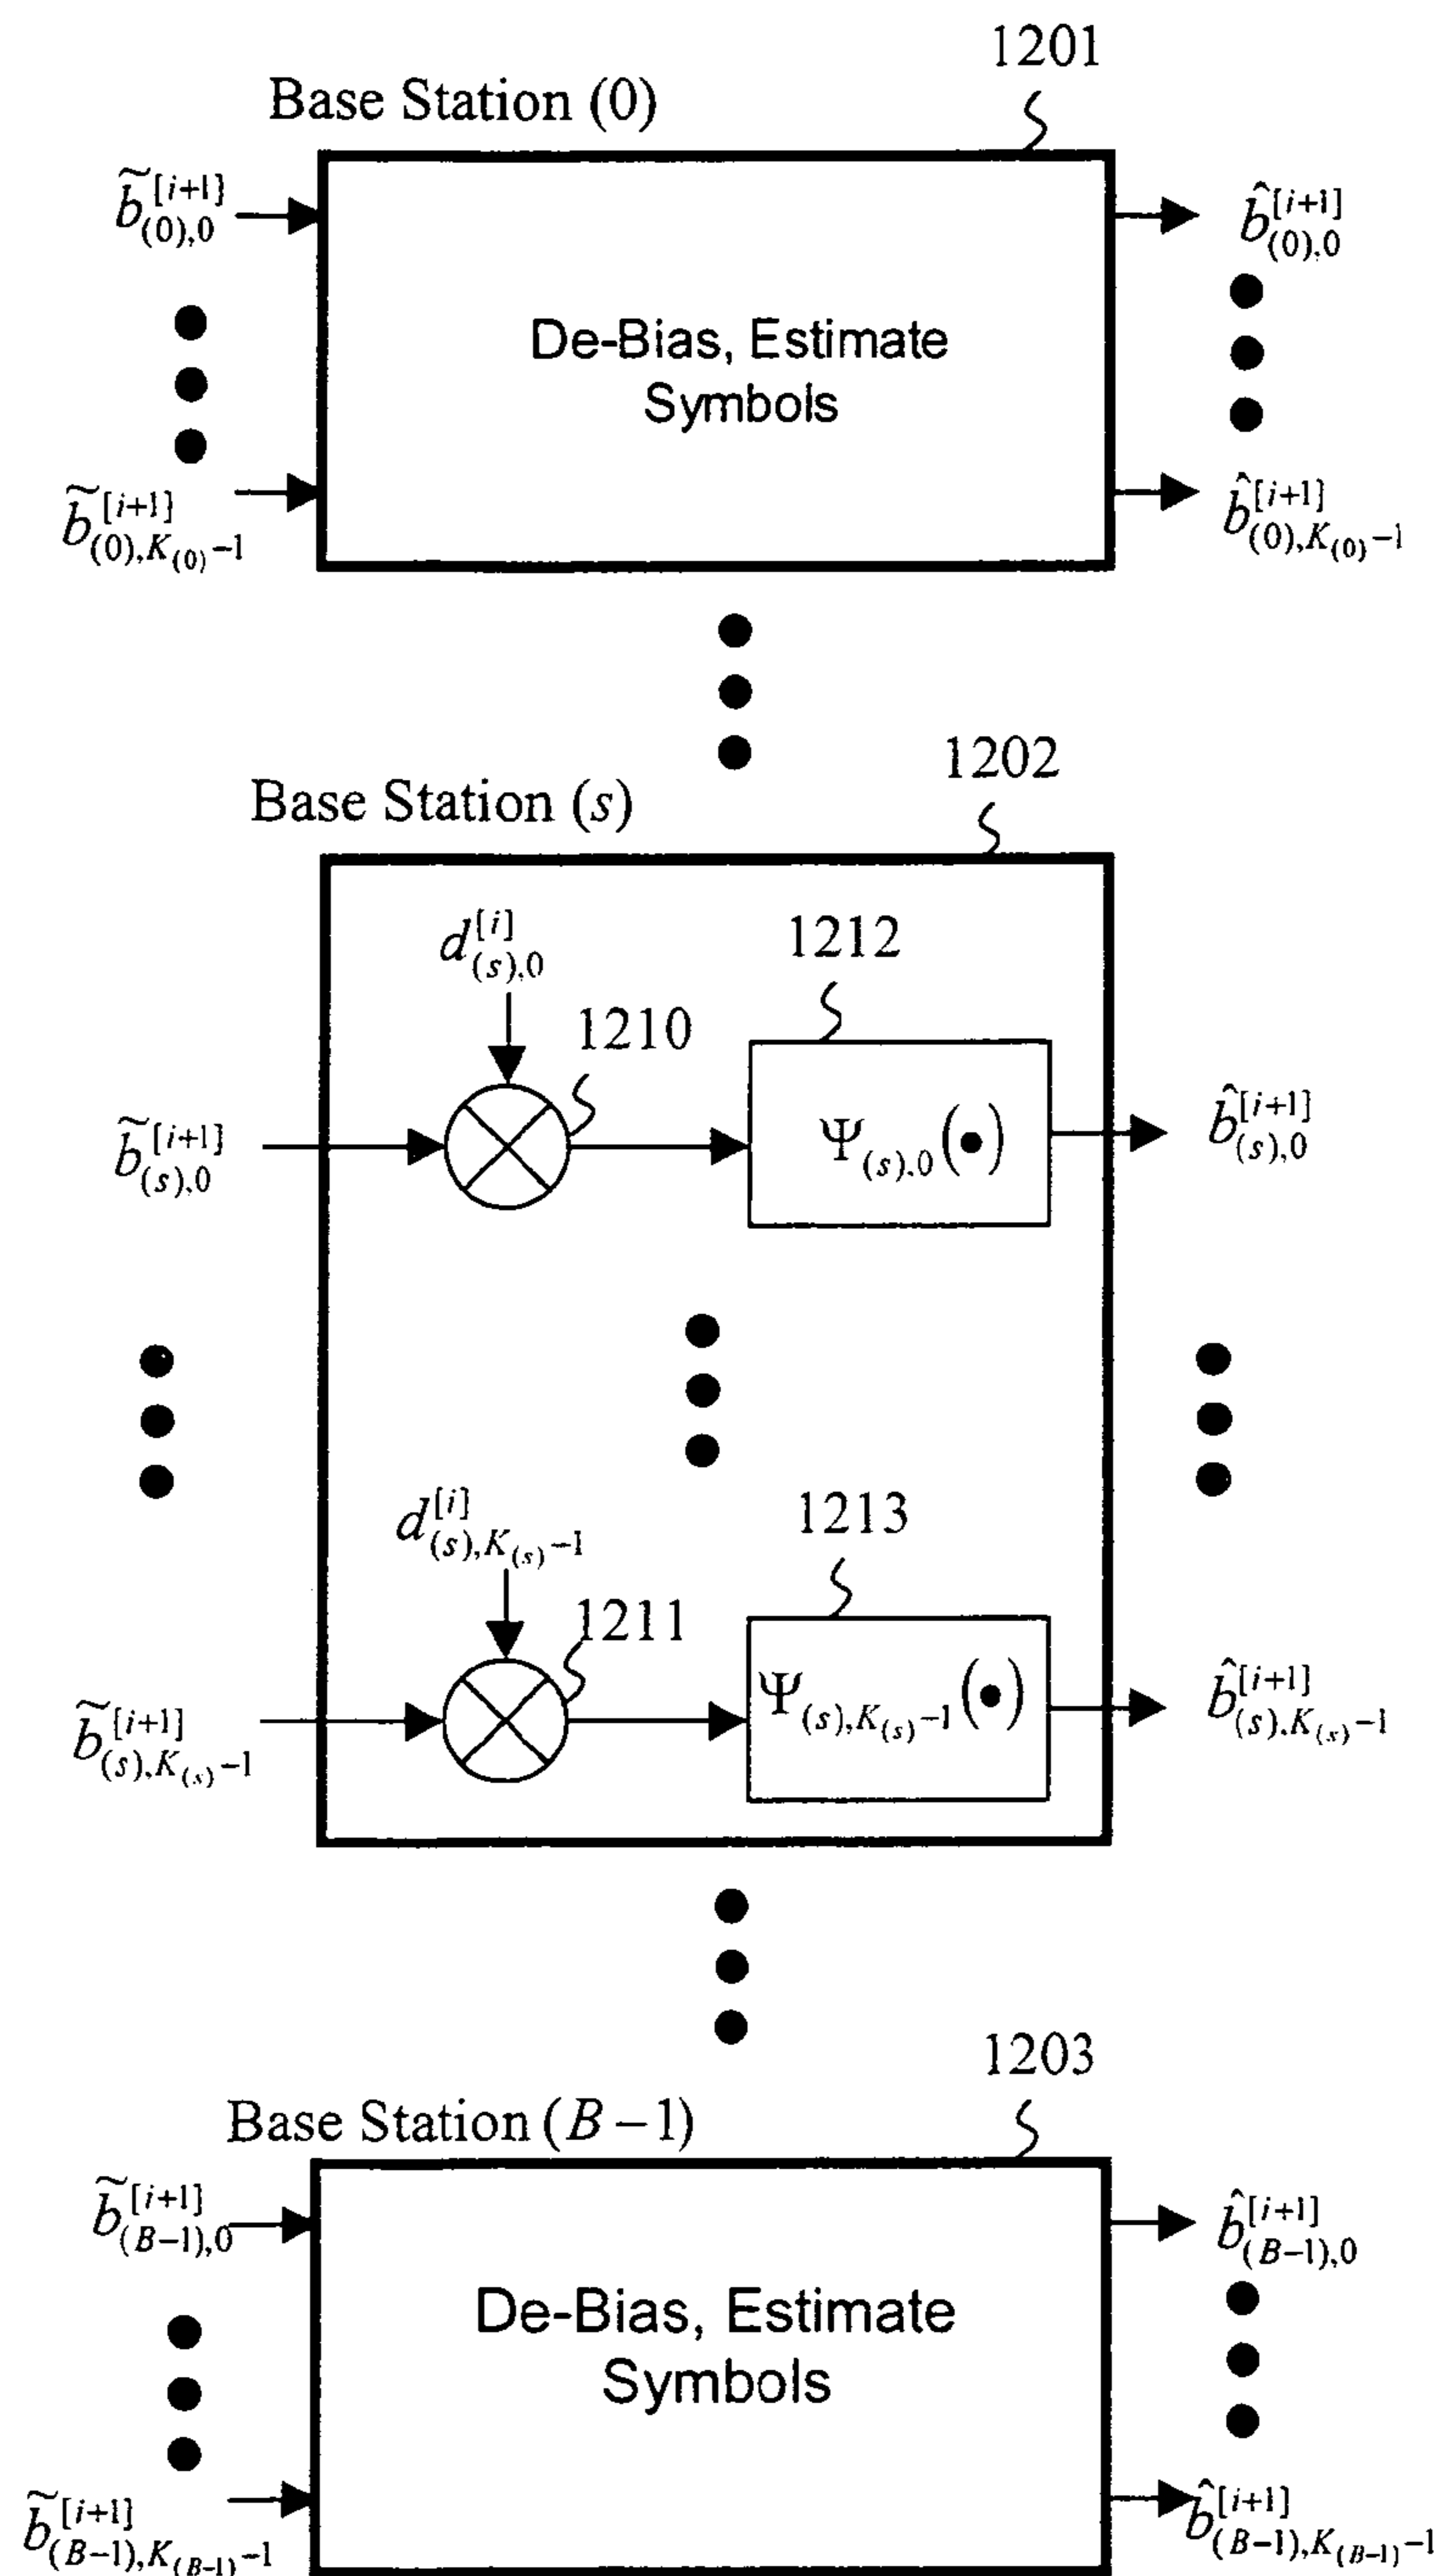 1201
Base Station (0)
b̃_{(0),0}^{[i+1]}
b̂_{(0),0}^{[i+1]}
De-Bias, Estimate
Symbols
b̃_{(0),K_{(0)}-1}^{[i+1]}
b̂_{(0),K_{(0)}-1}^{[i+1]}
1202
Base Station (s)
d_{(s),0}^{[i]}
1212
1210
b̃_{(s),0}^{[i+1]}
Ψ_{(s),0}(•)
b̂_{(s),0}^{[i+1]}
d_{(s),K_{(s)}-1}^{[i]}
1213
1211
b̃_{(s),K_{(s)}-1}^{[i+1]}
Ψ_{(s),K_{(s)}-1}(•)
b̂_{(s),K_{(s)}-1}^{[i+1]}
1203
Base Station (B-1)
b̃_{(B-1),0}^{[i+1]}
b̂_{(B-1),0}^{[i+1]}
De-Bias, Estimate
Symbols
b̃_{(B-1),K_{(B-1)}-1}^{[i+1]}
b̂_{(B-1),K_{(B-1)}-1}^{[i+1]}